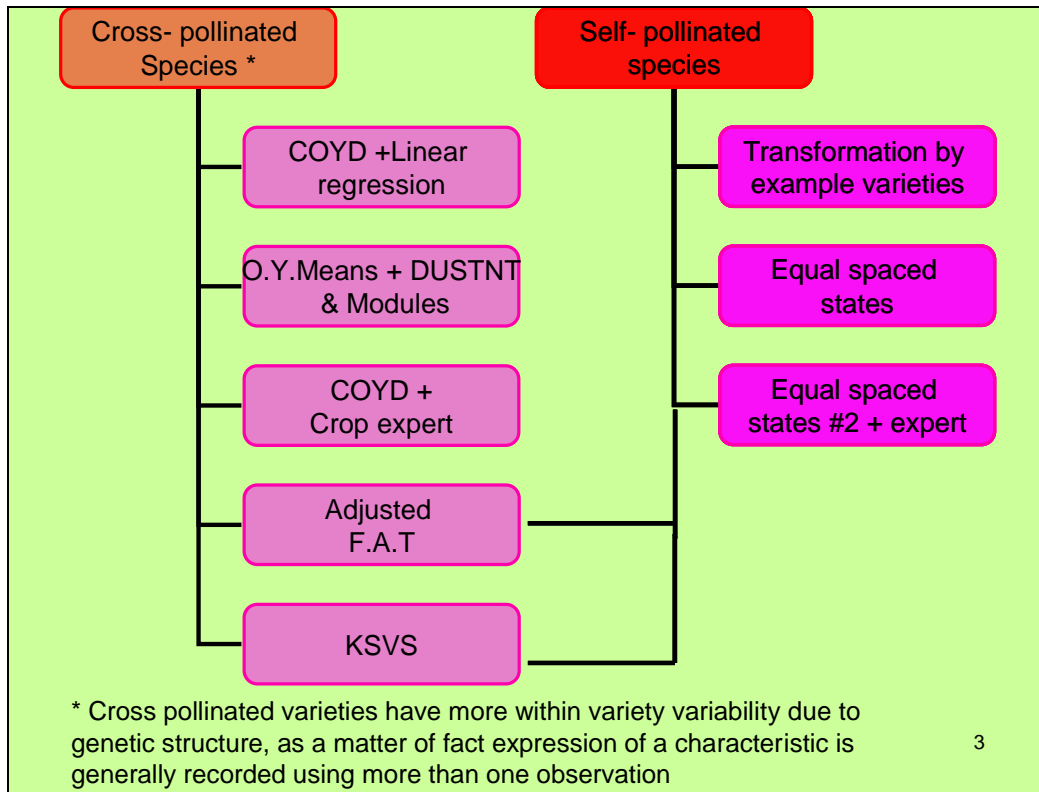 Cross- pollinated
Species *
Self- pollinated
species
COYD +Linear
regression
Transformation by
example varieties
O.Y.Means + DUSTNT
& Modules
Equal spaced
states
COYD +
Crop expert
Equal spaced
states #2 + expert
Adjusted
F.A.T
KSVS
* Cross pollinated varieties have more within variety variability due to
genetic structure, as a matter of fact expression of a characteristic is
generally recorded using more than one observation
3